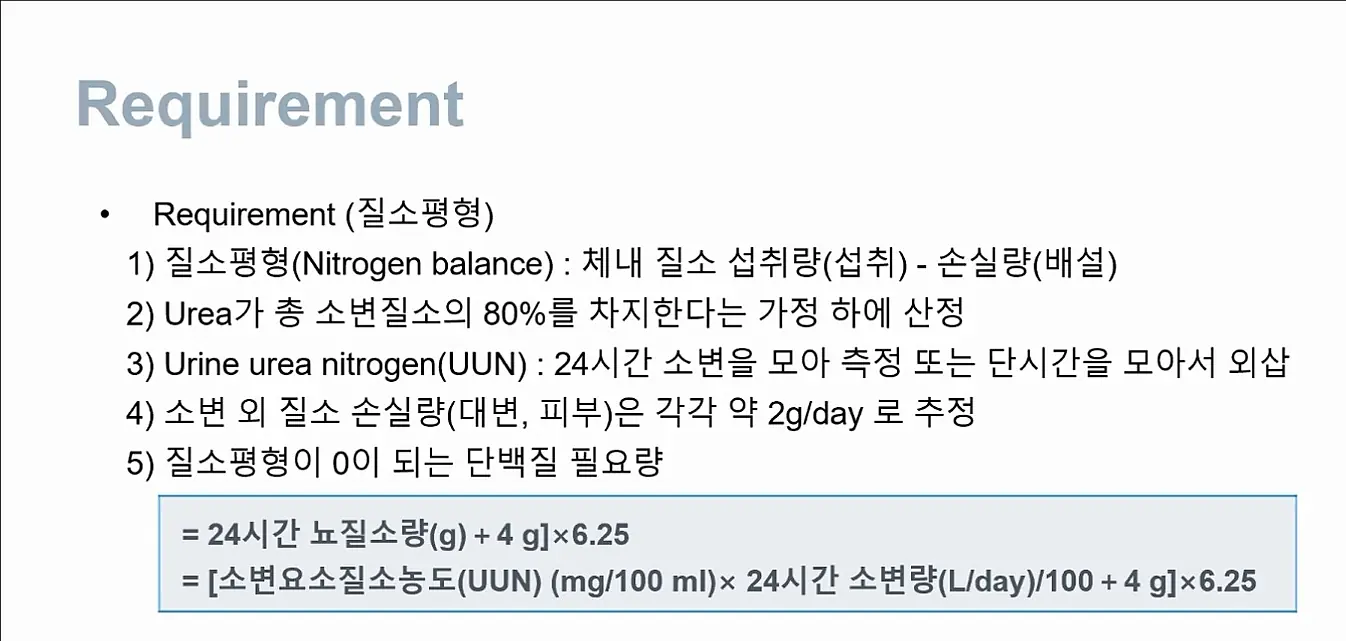 Requirement
• Requirement (질소평형)
1) 질소평형(Nitrogen balance) : 체내 질소 섭취량(섭취) - 손실량(배설)
2) Urea가 총 소변질소의 80%를 차지한다는 가정 하에 산정
3) Urine urea nitrogen(UUN) : 24시간 소변을 모아 측정 또는 단시간을 모아서 외삽
4) 소변 외 질소 손실량(대변, 피부)은 각각 약 2g/day 로 추정
5) 질소평형이 0이 되는 단백질 필요량
= 24시간 뇨질소량(g) + 4 g]×6.25
= [소변요소질소농도(UUN) (mg/100 ml)× 24시간 소변량(L/day)/100 + 4 g]×6.25